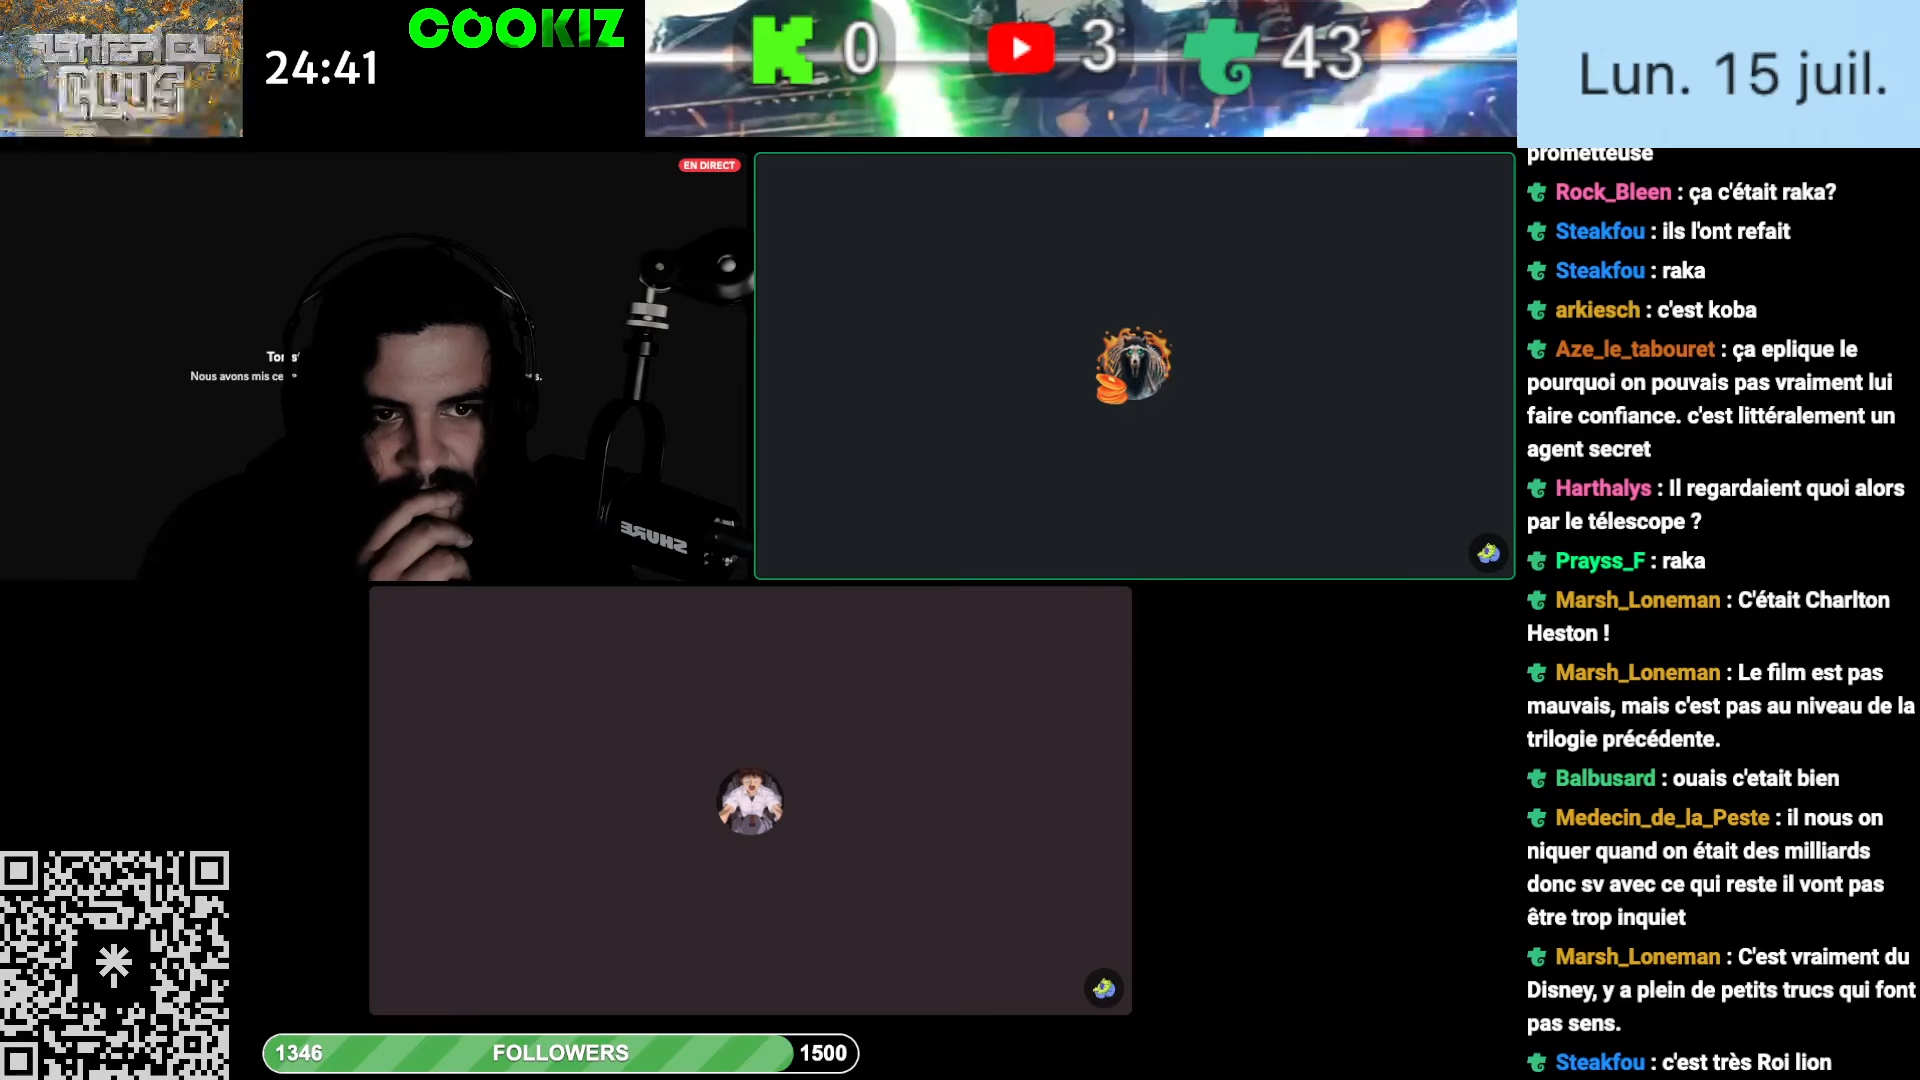 24:41
COOKIZ
0
3
43
Lun. 15 juil.
EN DIRECT
Nous avons mis
SHURE
prometteuse
Rock_Bleen : ça c'était raka?
Steakfou : ils l'ont refait
Steakfou : raka
arkiesch : c'est koba
Aze_le_tabouret : ça eplique le
pourquoi on pouvais pas vraiment lui
faire confiance. c'est littéralement un
agent secret
Harthalys : Il regardaient quoi alors
par le télescope ?
Prayss_F : raka
Marsh_Loneman : C'était Charlton
Heston !
Marsh_Loneman : Le film est pas
mauvais, mais c'est pas au niveau de la
trilogie précédente.
Balbusard : ouais c'etait bien
Medecin_de_la_Peste : il nous on
niquer quand on était des milliards
donc sv avec ce qui reste il vont pas
être trop inquiet
Marsh_Loneman : C'est vraiment du
Disney, y a plein de petits trucs qui font
pas sens.
Steakfou : c'est très Roi lion
1346 FOLLOWERS 1500